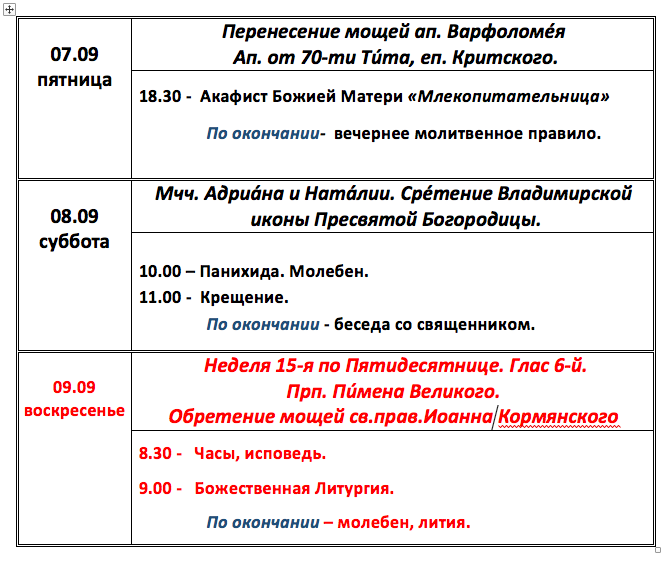 07.09
пятница
Перенесение мощей ап. Варфоломе́я
Ап. от 70-ти Ти́та, еп. Критского.
18.30 - Акафист Божией Матери «Млекопитательница»
По окончании- вечернее молитвенное правило.
08.09
суббота
Мчч. Адриа́на и Ната́лии. Сре́тение Владимирской
иконы Пресвятой Богородицы.
10.00 – Панихида. Молебен.
11.00 - Крещение.
По окончании - беседа со священником.
09.09
воскресенье
Неделя 15-я по Пятидесятнице. Глас 6-й.
Прп. Пи́мена Великого.
Обретение мощей св.прав.Иоанна Кормянского
8.30 - Часы, исповедь.
9.00 - Божественная Литургия.
По окончании – молебен, лития.